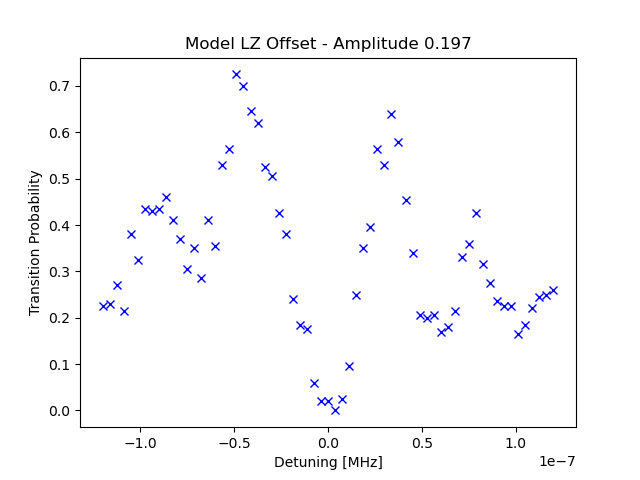 Model LZ Offset - Amplitude 0.197
Transition Probability
0.7
0.6
0.5
0.4
0.3
0.2
0.1
0.0
−1.0 −0.5 0.0 0.5 1.0
1e−7
Detuning [MHz]